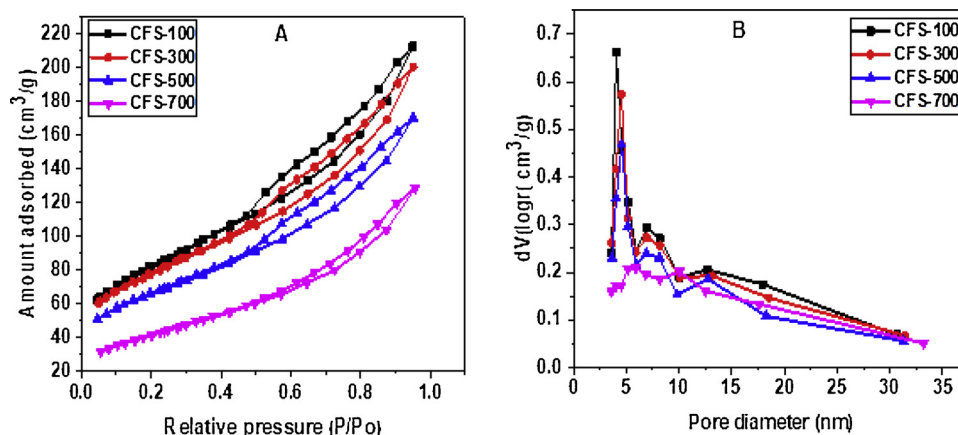 A
CFS-100
CFS-300
CFS-500
CFS-700
Amount adsorbed (cm³/g)
220
200
180
160
140
120
100
80
60
40
20
0.0 0.2 0.4 0.6 0.8 1.0
Relative pressure (P/Po)
B
CFS-100
CFS-300
CFS-500
CFS-700
dV(logr( cm³/g)
0.7
0.6
0.5
0.4
0.3
0.2
0.1
0.0
0 5 10 15 20 25 30 35
Pore diameter (nm)